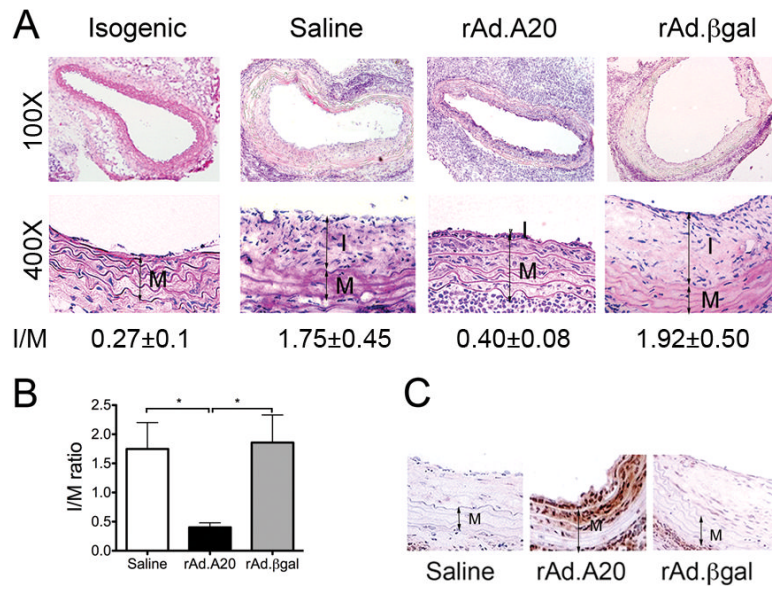 A
Isogenic Saline rAd.A20 rAd.βgal
100X
400X
M I M I M I M
I/M 0.27±0.1 1.75±0.45 0.40±0.08 1.92±0.50
B
I/M ratio
2.5
2.0
1.5
1.0
0.5
0.0
* *
Saline rAd.A20 rAd.βgal
C
M M M
Saline rAd.A20 rAd.βgal